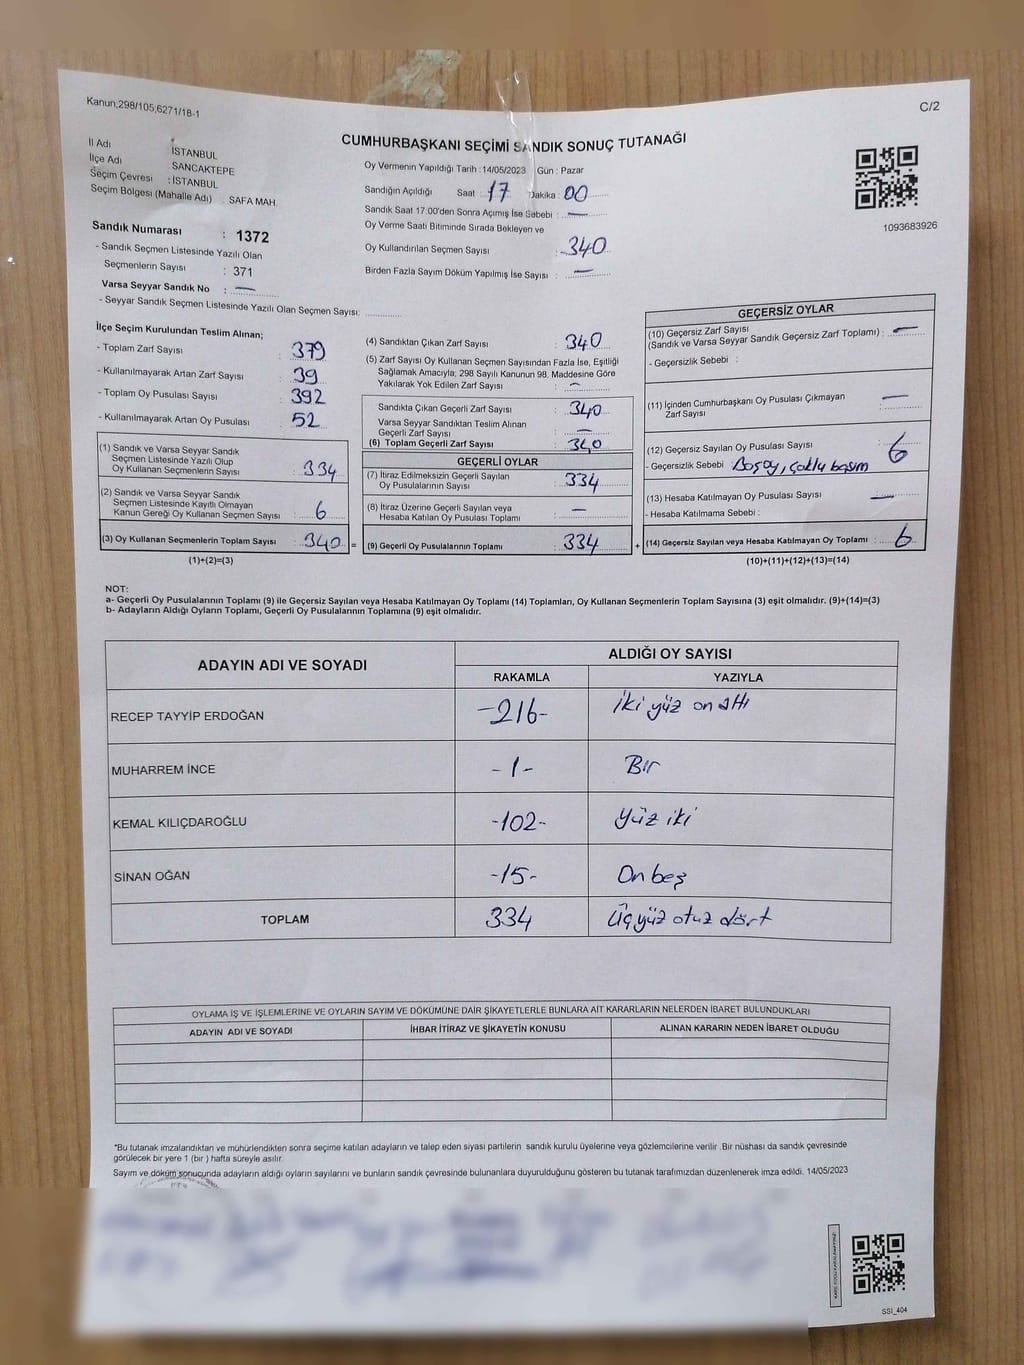 Kanun,298/105,6271/18-1
C/2
CUMHURBAŞKANI SEÇİMİ SANDIK SONUÇ TUTANAĞI
İl Adı İSTANBUL
İlçe Adı SANCAKTEPE
Seçim Çevresi : İSTANBUL
Seçim Bölgesi (Mahalle Adı) . SAFA MAH.
Oy Vermenin Yapıldığı Tarih : 14/05/2023 Gün : Pazar
Sandığın Açıldığı Saat 17 Dakika : 00
Sandık Saat 17:00'den Sonra Açımış İse Sebebi : —
Oy Verme Saati Bitiminde Sırada Bekleyen ve
Oy Kullandırılan Seçmen Sayısı : 340
Birden Fazla Sayım Döküm Yapılmış İse Sayısı : —
1093683926
Sandık Numarası : 1372
- Sandık Seçmen Listesinde Yazılı Olan
Seçmenlerin Sayısı : 371
Varsa Seyyar Sandık No : —
- Seyyar Sandık Seçmen Listesinde Yazılı Olan Seçmen Sayısı:
İlçe Seçim Kurulundan Teslim Alınan;
- Toplam Zarf Sayısı : 379
- Kullanılmayarak Artan Zarf Sayısı : 39
- Toplam Oy Pusulası Sayısı : 392
- Kullanılmayarak Artan Oy Pusulası : 52
(1) Sandık ve Varsa Seyyar Sandık
Seçmen Listesinde Yazılı Olup
Oy Kullanan Seçmenlerin Sayısı : 334
(2) Sandık ve Varsa Seyyar Sandık
Seçmen Listesinde Kayıtlı Olmayan
Kanun Gereği Oy Kullanan Seçmen Sayısı : 6
(3) Oy Kullanan Seçmenlerin Toplam Sayısı : 340 =
(1)+(2)=(3)
(4) Sandıktan Çıkan Zarf Sayısı : 340
(5) Zarf Sayısı Oy Kullanan Seçmen Sayısından Fazla İse, Eşitliği
Sağlamak Amacıyla; 298 Sayılı Kanunun 98. Maddesine Göre
Yakılarak Yok Edilen Zarf Sayısı : —
Sandıkta Çıkan Geçerli Zarf Sayısı : 340
Varsa Seyyar Sandıktan Teslim Alınan
Geçerli Zarf Sayısı : —
(6) Toplam Geçerli Zarf Sayısı : 340
GEÇERLİ OYLAR
(7) İtiraz Edilmeksizin Geçerli Sayılan
Oy Pusulalarının Sayısı : 334
(8) İtiraz Üzerine Geçerli Sayılan veya
Hesaba Katılan Oy Pusulası Toplamı : —
(9) Geçerli Oy Pusulalarının Toplamı : 334 +
GEÇERSİZ OYLAR
(10) Geçersiz Zarf Sayısı
(Sandık ve Varsa Seyyar Sandık Geçersiz Zarf Toplamı) : —
- Geçersizlik Sebebi :
(11) İçinden Cumhurbaşkanı Oy Pusulası Çıkmayan
Zarf Sayısı : —
(12) Geçersiz Sayılan Oy Pusulası Sayısı : 6
- Geçersizlik Sebebi Boş oy, çoklu basım
(13) Hesaba Katılmayan Oy Pusulası Sayısı : —
- Hesaba Katılmama Sebebi :
(14) Geçersiz Sayılan veya Hesaba Katılmayan Oy Toplamı : 6
(10)+(11)+(12)+(13)=(14)
NOT:
a- Geçerli Oy Pusulalarının Toplamı (9) ile Geçersiz Sayılan veya Hesaba Katılmayan Oy Toplamı (14) Toplamları, Oy Kullanan Seçmenlerin Toplam Sayısına (3) eşit olmalıdır. (9)+(14)=(3)
b- Adayların Aldığı Oyların Toplamı, Geçerli Oy Pusulalarının Toplamına (9) eşit olmalıdır.
ADAYIN ADI VE SOYADI ALDIĞI OY SAYISI
RAKAMLA YAZIYLA
RECEP TAYYİP ERDOĞAN -216- iki yüz on altı
MUHARREM İNCE -1- Bir
KEMAL KILIÇDAROĞLU -102- yüz iki
SİNAN OĞAN -15- On beş
TOPLAM 334 üç yüz otuz dört
OYLAMA İŞ VE İŞLEMLERİNE VE OYLARIN SAYIM VE DÖKÜMÜNE DAİR ŞİKAYETLERLE BUNLARA AİT KARARLARIN NELERDEN İBARET BULUNDUKLARI
ADAYIN ADI VE SOYADI İHBAR İTİRAZ VE ŞİKAYETİN KONUSU ALINAN KARARIN NEDEN İBARET OLDUĞU
*Bu tutanak imzalandıktan ve mühürlendikten sonra seçime katılan adayların ve talep eden siyası partilerin sandık kurulu üyelerine veya gözlemcilerine verilir .Bir nüshası da sandık çevresinde
görülecek bir yere 1 (bir ) hafta süreyle asılır.
Sayım ve döküm sonucunda adayların aldığı oyların sayılarını ve bunların sandık çevresinde bulunanlara duyurulduğunu gösteren bu tutanak tarafımızdan düzenlenerek imza edildi. 14/05/2023
SSI_404